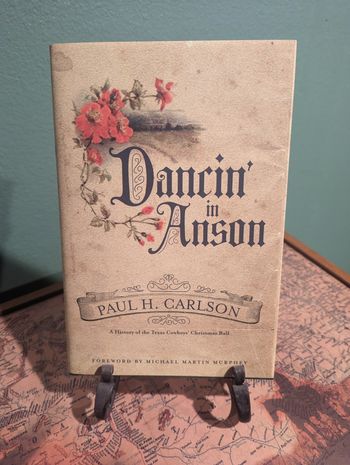 Dancin'
in
Anson
PAUL H. CARLSON
A History of the Texas Cowboys' Christmas Ball
FOREWORD BY MICHAEL MARTIN MURPHEY